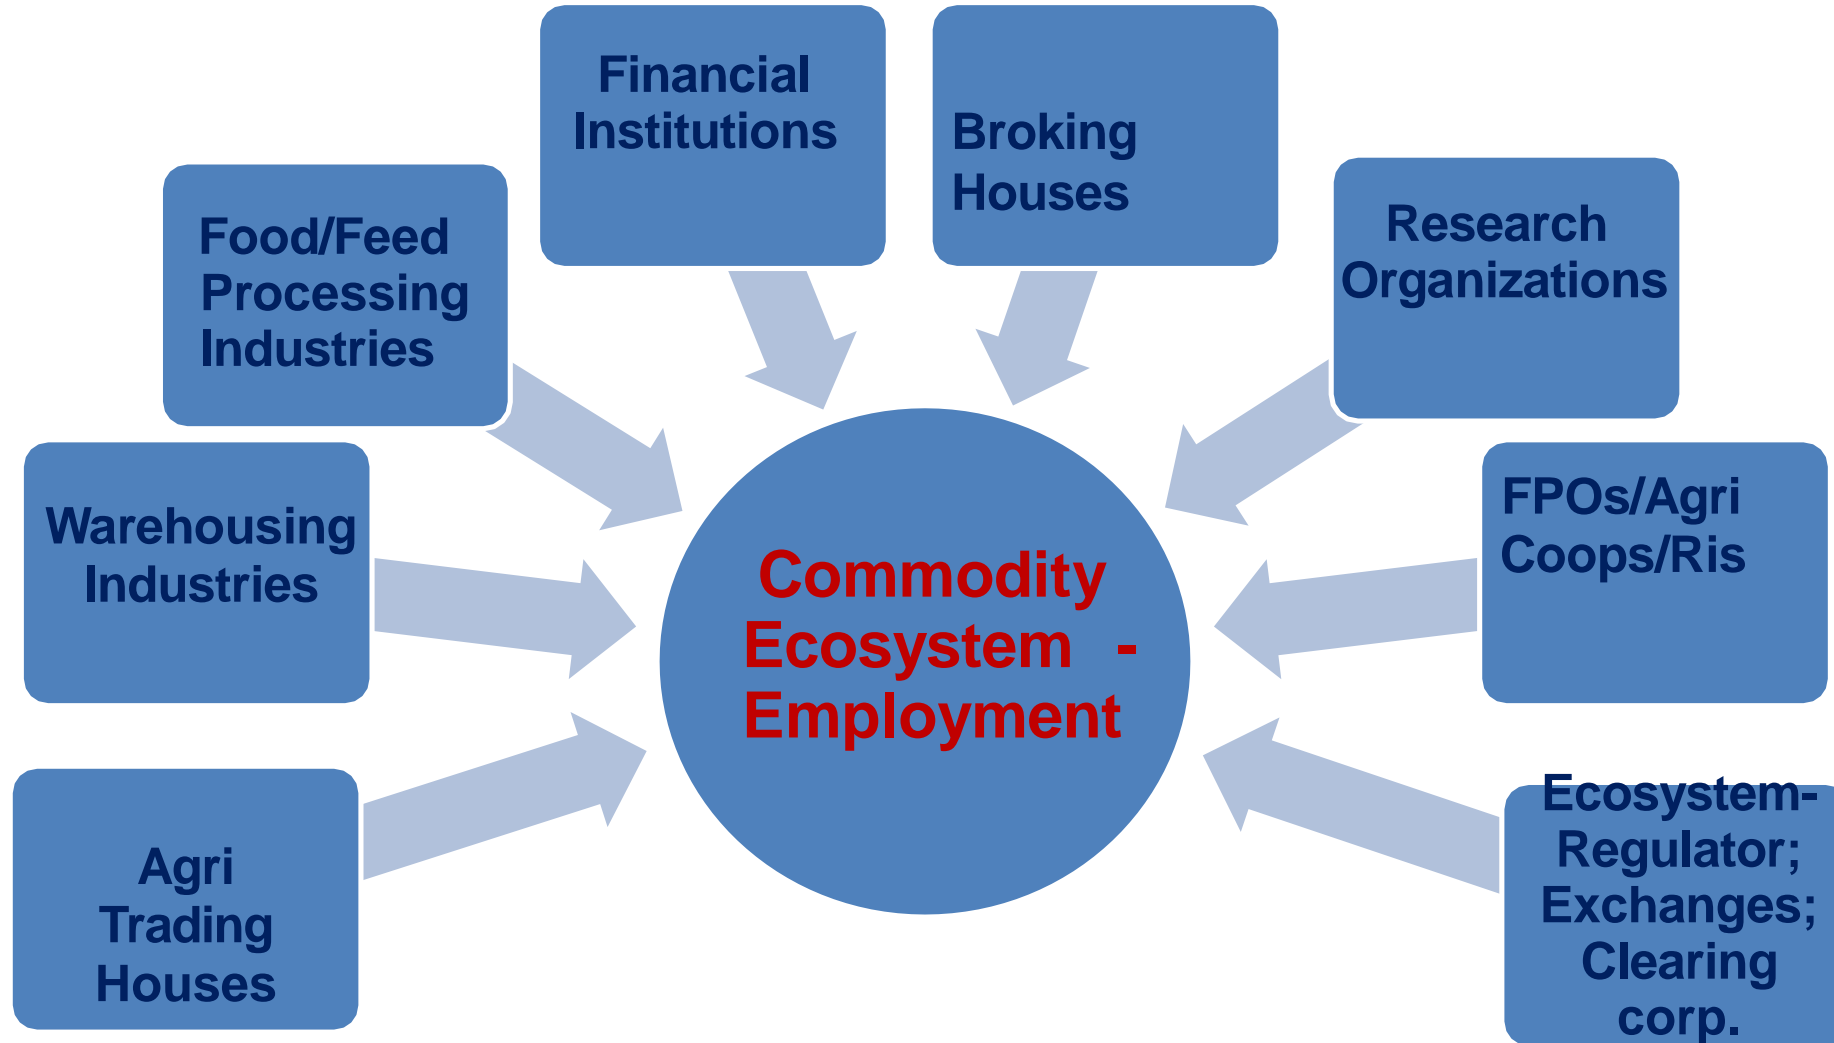 Financial
Institutions
Broking
Houses
Food/Feed
Processing
Industries
Research
Organizations
Warehousing
Industries
FPOs/Agri
Coops/Ris
Commodity
Ecosystem -
Employment
Agri
Trading
Houses
Ecosystem-
Regulator;
Exchanges;
Clearing
corp.